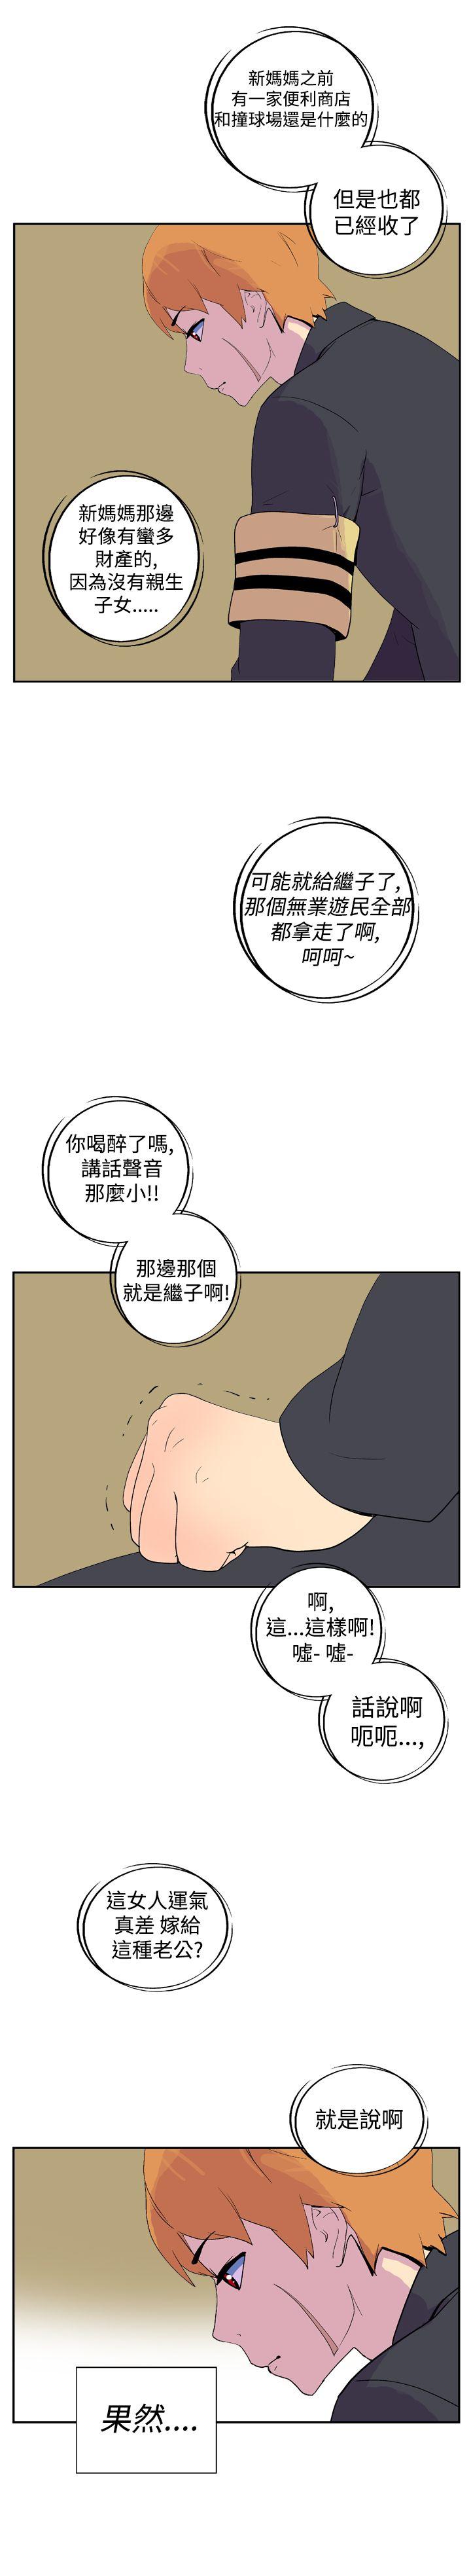 新媽媽之前
有一家便利商店
和撞球場還是什麼的
但是也都
已經收了
新媽媽那邊
好像有蠻多
財產的,
因為沒有親生
子女.....
可能就給繼子了,
那個無業遊民全部
都拿走了啊,
呵呵~
你喝醉了嗎,
講話聲音
那麼小!!
那邊那個
就是繼子啊!
啊,
這...這樣啊!
噓- 噓-
話說啊
呃呃...,
這女人運氣
真差 嫁給
這種老公?
就是說啊
果然....